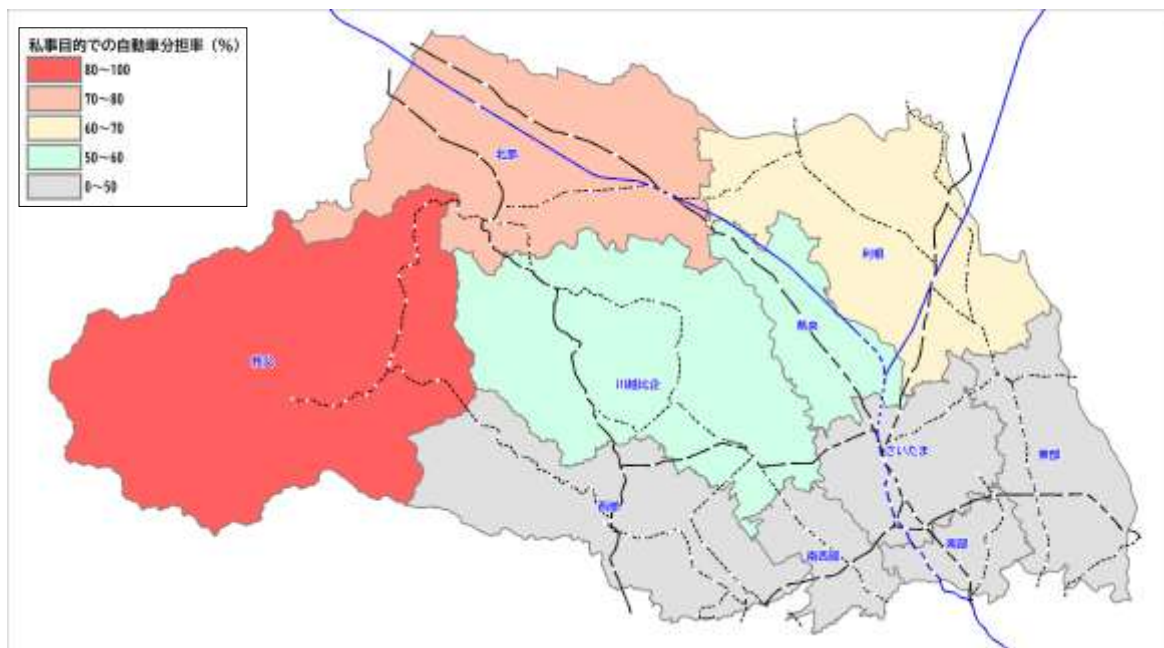 私事目的での自動車分担率（%）
80～100
70～80
60～70
50～60
0～50
北部
利根
秩父
県央
川越比企
さいたま
東部
西部
南部
南西部